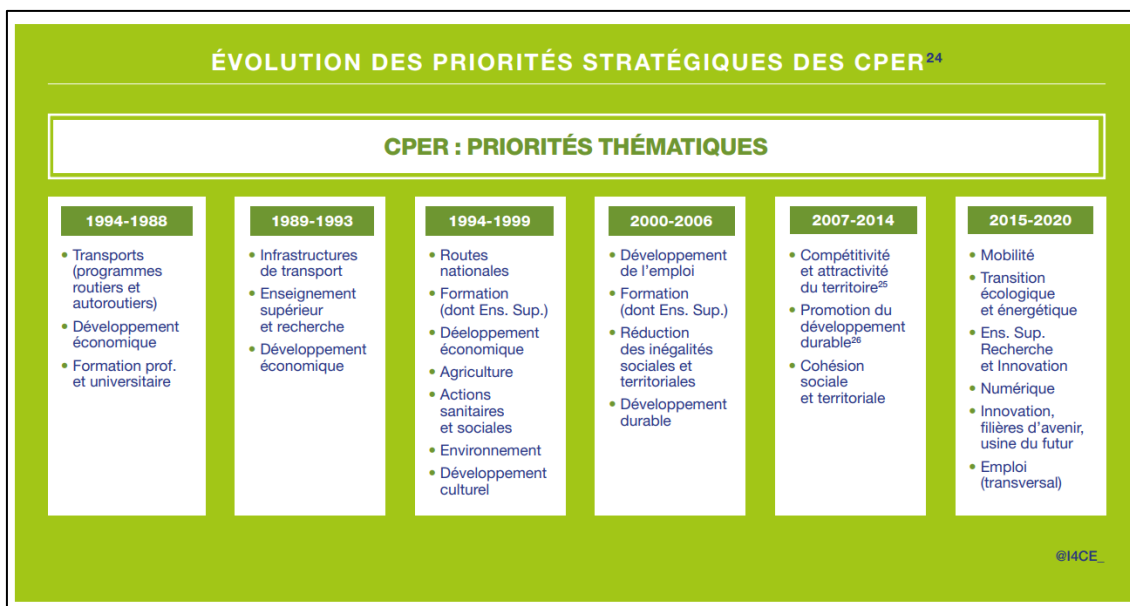 ÉVOLUTION DES PRIORITÉS STRATÉGIQUES DES CPER24
CPER : PRIORITÉS THÉMATIQUES
1994-1988
• Transports
(programmes
routiers et
autoroutiers)
• Développement
économique
• Formation prof.
et universitaire
1989-1993
• Infrastructures
de transport
• Enseignement
supérieur
et recherche
• Développement
économique
1994-1999
• Routes
nationales
• Formation
(dont Ens. Sup.)
• Déeloppement
économique
• Agriculture
• Actions
sanitaires
et sociales
• Environnement
• Développement
culturel
2000-2006
• Développement
de l'emploi
• Formation
(dont Ens. Sup.)
• Réduction
des inégalités
sociales et
territoriales
• Développement
durable
2007-2014
• Compétitivité
et attractivité
du territoire25
• Promotion du
développement
durable26
• Cohésion
sociale
et territoriale
2015-2020
• Mobilité
• Transition
écologique
et énergétique
• Ens. Sup.
Recherche
et Innovation
• Numérique
• Innovation,
filières d'avenir,
usine du futur
• Emploi
(transversal)
@I4CE_